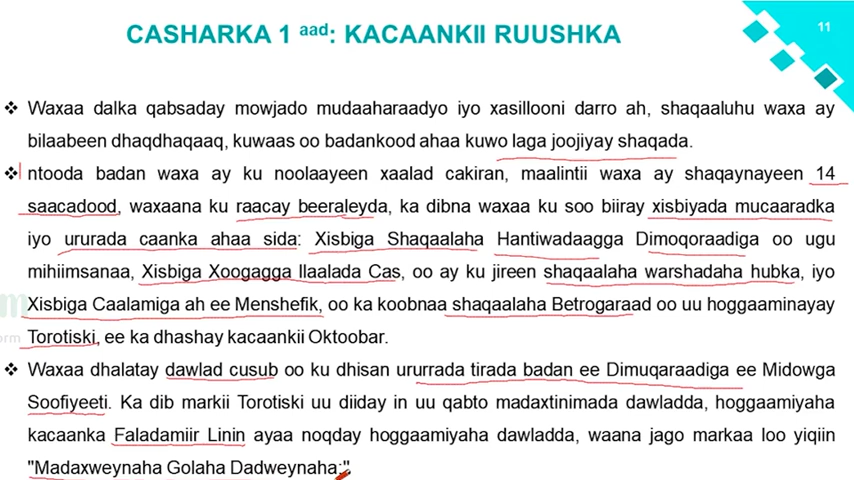 11
CASHARKA 1 aad: KACAANKII RUUSHKA
❖ Waxaa dalka qabsaday mowjado mudaaharaadyo iyo xasillooni darro ah, shaqaaluhu waxa ay
bilaabeen dhaqdhaqaaq, kuwaas oo badankood ahaa kuwo laga joojiyay shaqada.
❖ ntooda badan waxa ay ku noolaayeen xaalad cakiran, maalintii waxa ay shaqaynayeen 14
saacadood, waxaana ku raacay beeraleyda, ka dibna waxaa ku soo biiray xisbiyada mucaaradka
iyo ururada caanka ahaa sida: Xisbiga Shaqaalaha Hantiwadaagga Dimoqoraadiga oo ugu
mihiimsanaa, Xisbiga Xoogagga Ilaalada Cas, oo ay ku jireen shaqaalaha warshadaha hubka, iyo
Xisbiga Caalamiga ah ee Menshefik, oo ka koobnaa shaqaalaha Betrogaraad oo uu hoggaaminayay
Torotiski, ee ka dhashay kacaankii Oktoobar.
❖ Waxaa dhalatay dawlad cusub oo ku dhisan ururrada tirada badan ee Dimuqaraadiga ee Midowga
Soofiyeeti. Ka dib markii Torotiski uu diiday in uu qabto madaxtinimada dawladda, hoggaamiyaha
kacaanka Faladamiir Linin ayaa noqday hoggaamiyaha dawladda, waana jago markaa loo yiqiin
"Madaxweynaha Golaha Dadweynaha:".